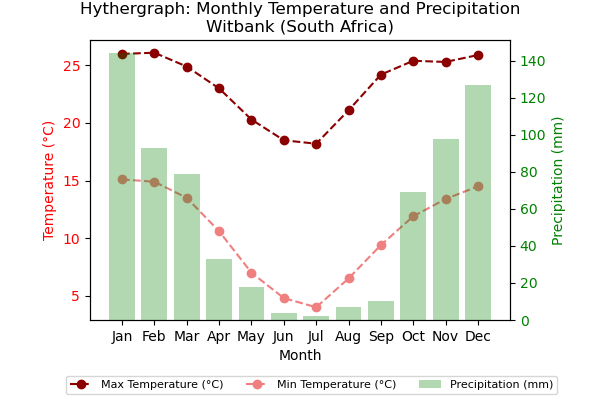 Hythergraph: Monthly Temperature and Precipitation
Witbank (South Africa)
25
20
15
10
5
Temperature (°C)
140
120
100
80
60
40
20
0
Precipitation (mm)
Jan Feb Mar Apr May Jun Jul Aug Sep Oct Nov Dec
Month
Max Temperature (°C) Min Temperature (°C) Precipitation (mm)